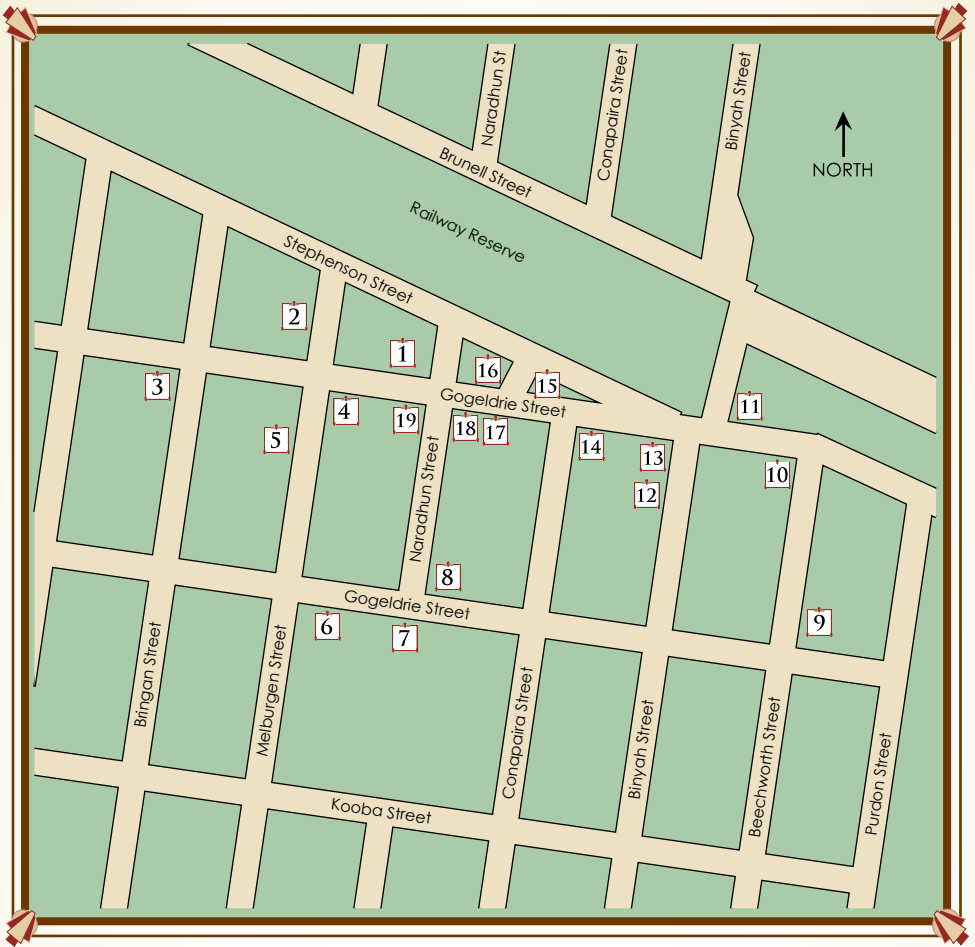 Naradhun St
Conapaira Street
Binyah Street
NORTH
Brunell Street
Railway Reserve
Stephenson Street
2
1
16
15
3
Gogeldrie Street
4
19
18
17
11
5
14
13
10
12
Naradhun Street
8
Gogeldrie Street
6
7
9
Bringan Street
Melburgen Street
Conapaira Street
Binyah Street
Beechworth Street
Purdon Street
Kooba Street